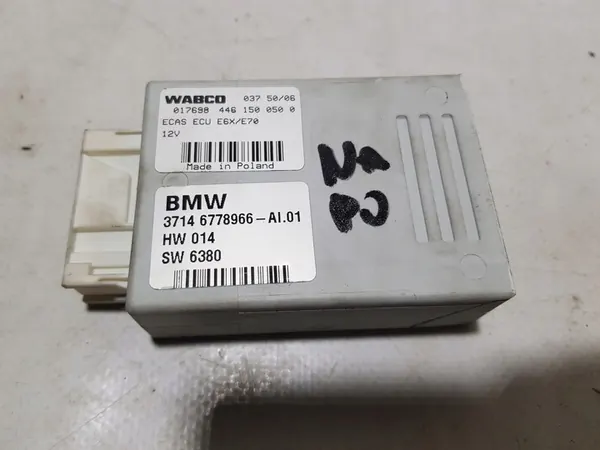 WABCO 037 50/06
017698 446 150 050 0
ECAS ECU E6X/E70
12V
Made in Poland
BMW
3714 6778966-AI.01
HW 014
SW 6380